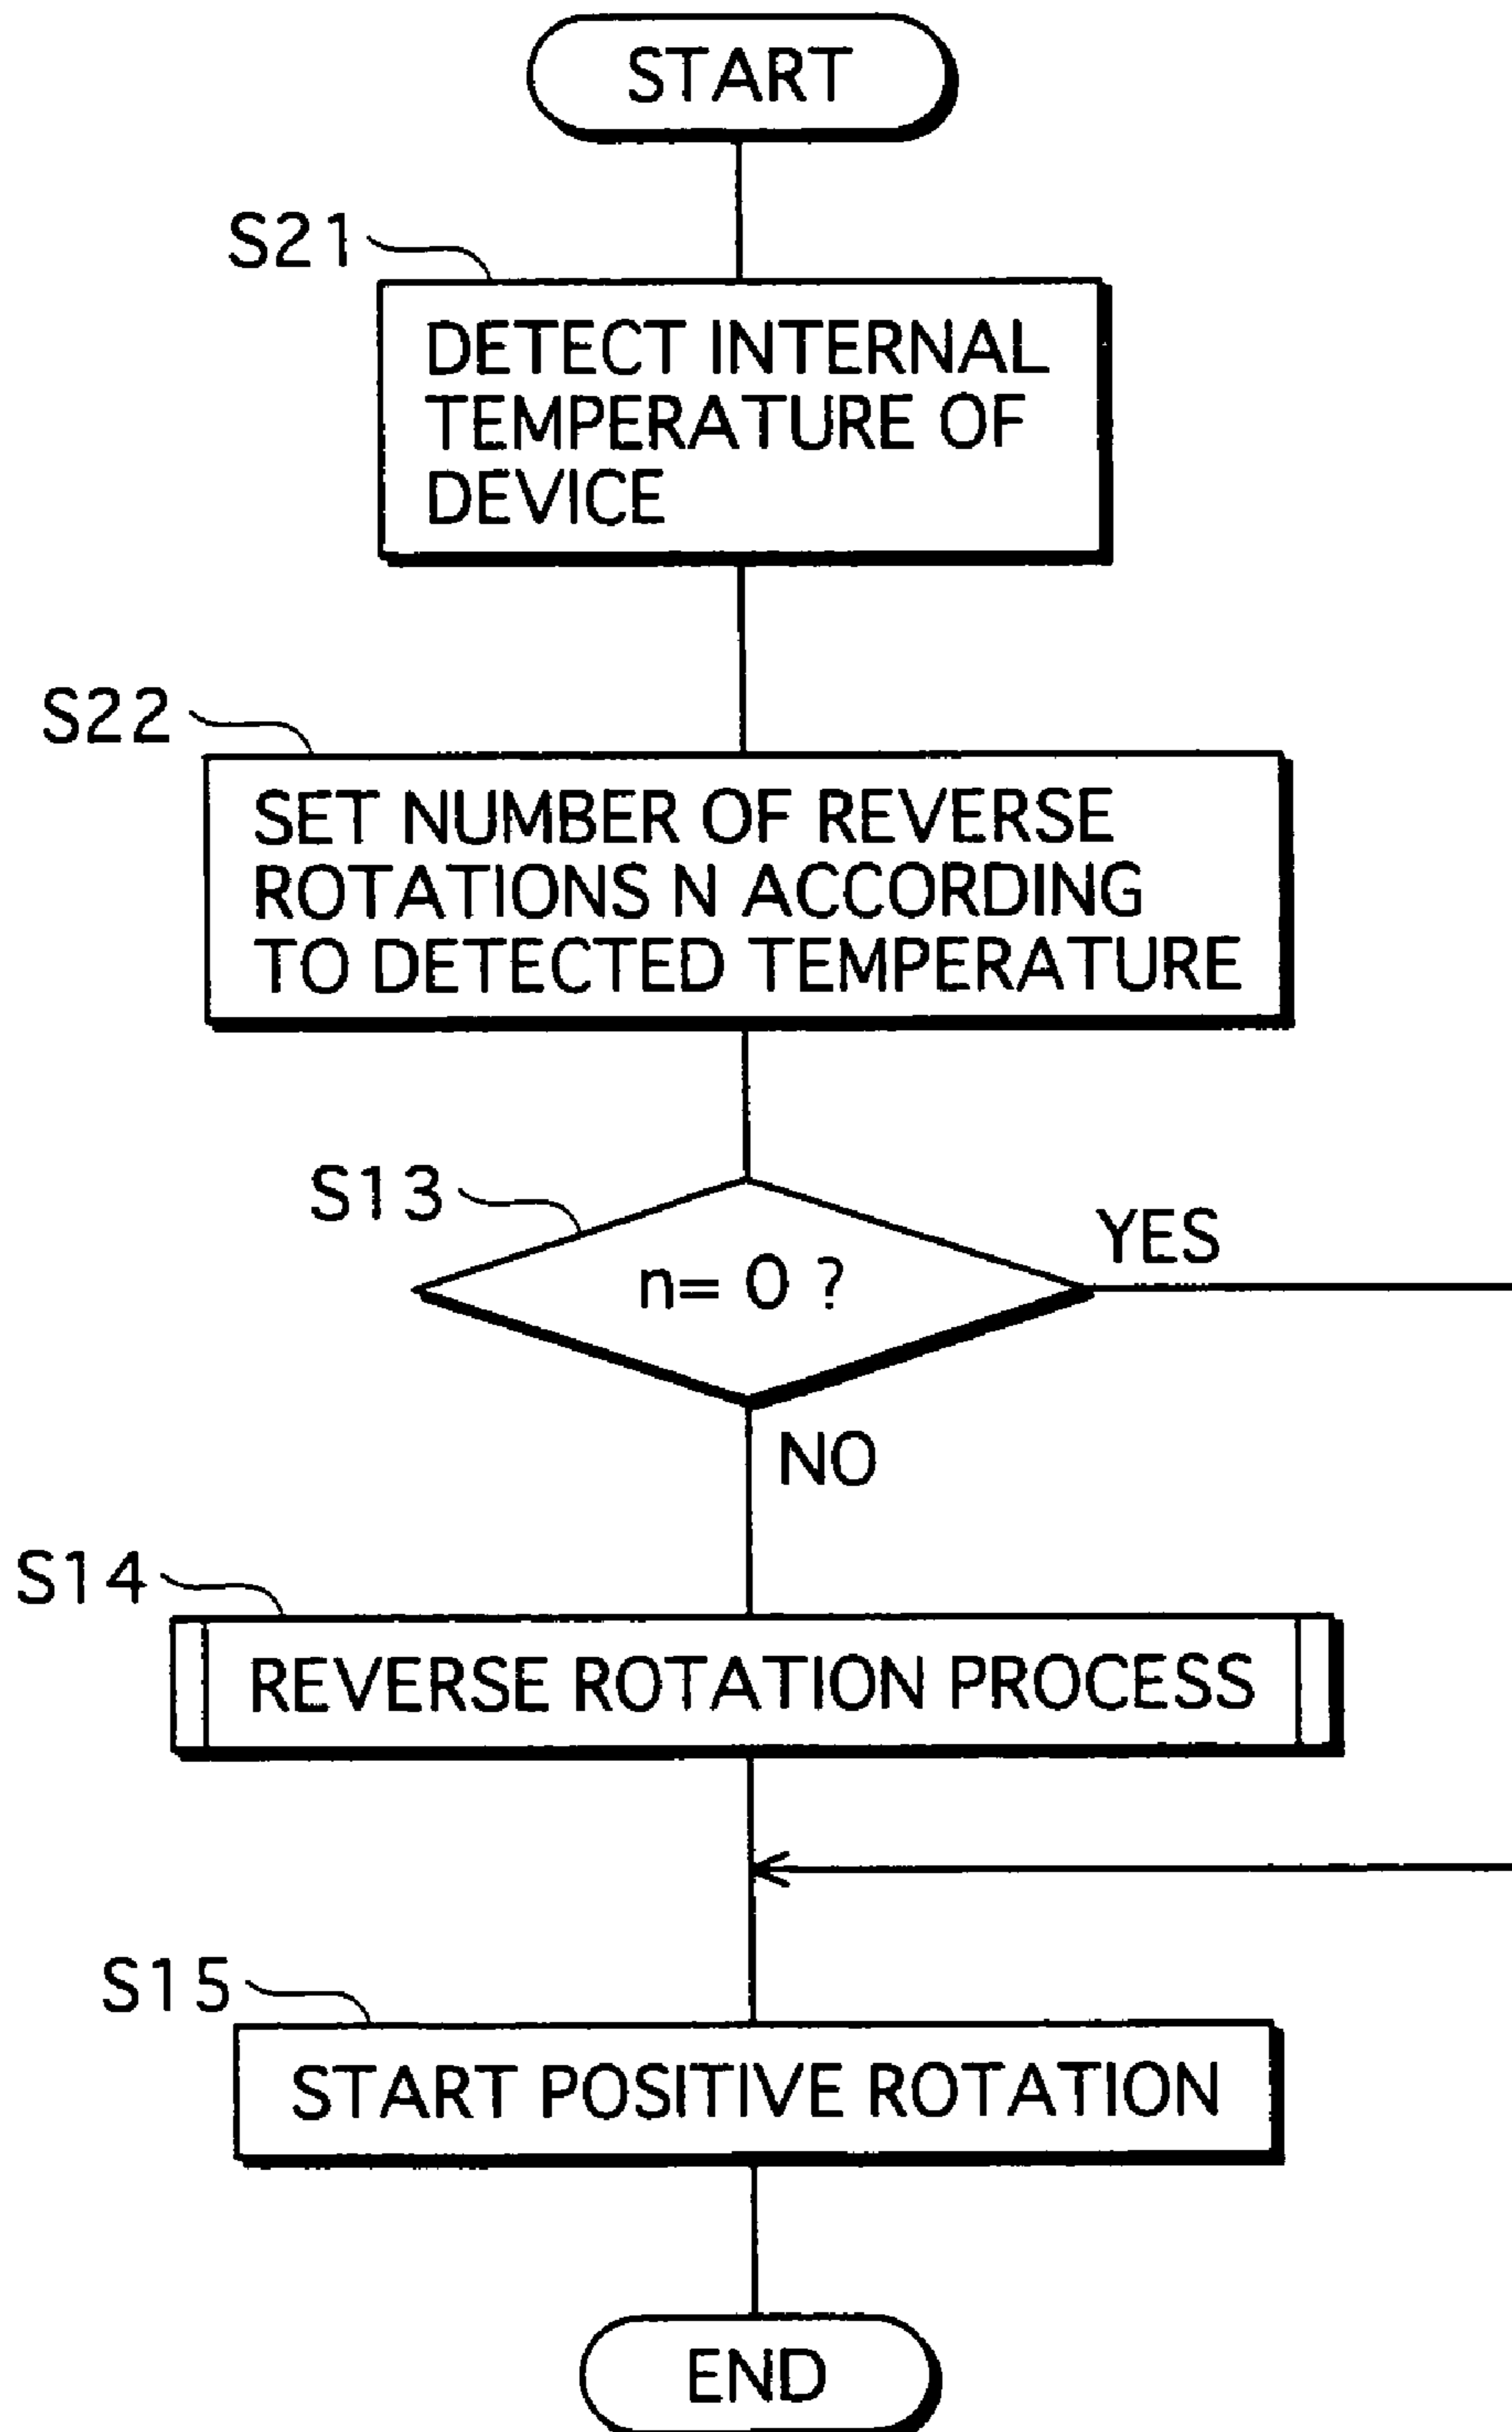 START
S21
DETECT INTERNAL
TEMPERATURE OF
DEVICE
S22
SET NUMBER OF REVERSE
ROTATIONS N ACCORDING
TO DETECTED TEMPERATURE
S13
n= 0 ?
YES
NO
S14
REVERSE ROTATION PROCESS
S15
START POSITIVE ROTATION
END